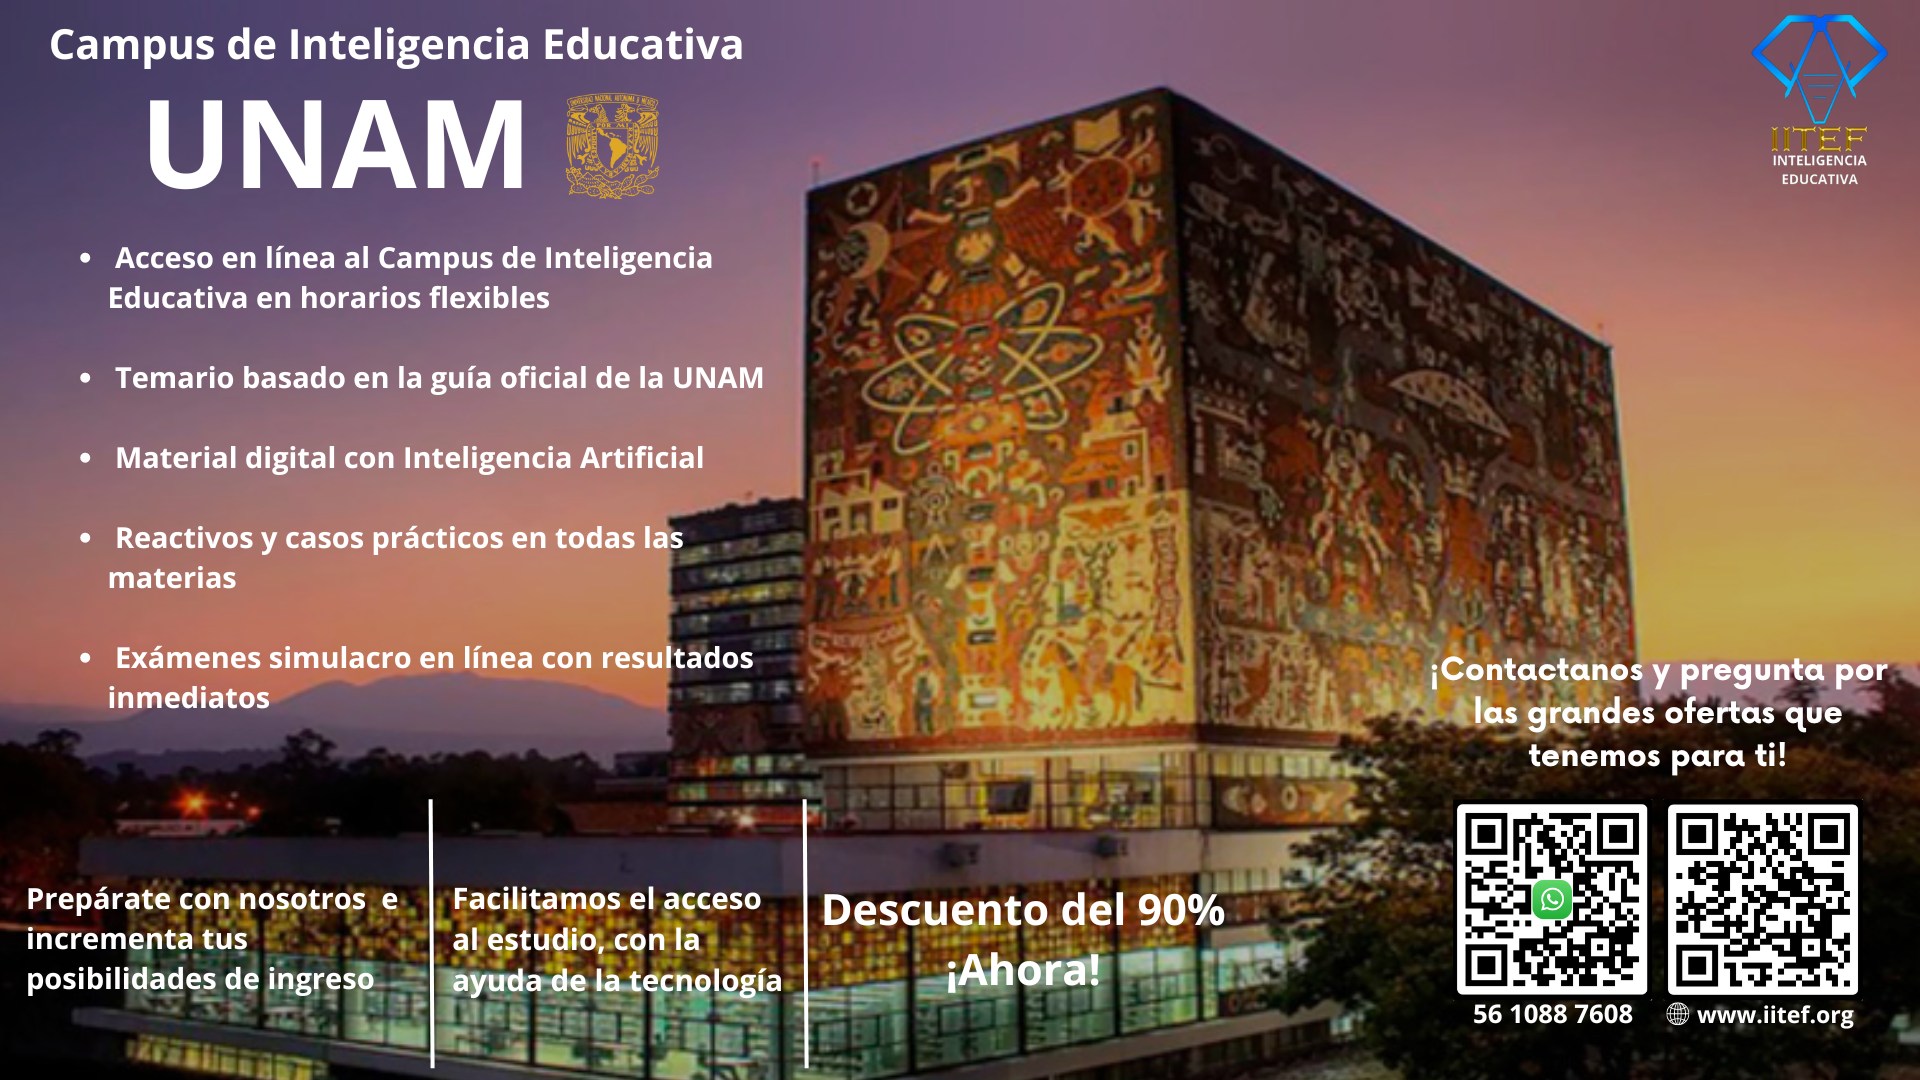 Campus de Inteligencia Educativa
UNAM
IITEF
INTELIGENCIA
EDUCATIVA
• Acceso en línea al Campus de Inteligencia
Educativa en horarios flexibles
• Temario basado en la guía oficial de la UNAM
• Material digital con Inteligencia Artificial
• Reactivos y casos prácticos en todas las
materias
• Exámenes simulacro en línea con resultados
inmediatos
¡Contactanos y pregunta por
las grandes ofertas que
tenemos para ti!
Prepárate con nosotros e
incrementa tus
posibilidades de ingreso
Facilitamos el acceso
al estudio, con la
ayuda de la tecnología
Descuento del 90%
¡Ahora!
56 1088 7608
www.iitef.org